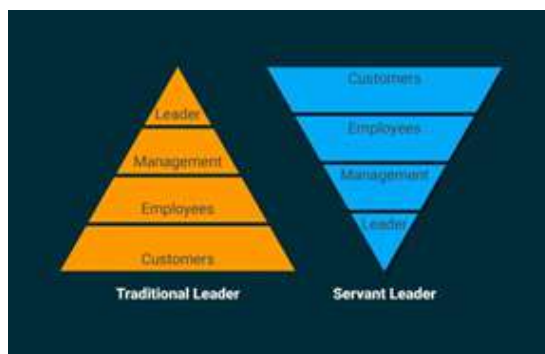 Leader
Management
Employees
Customers
Traditional Leader
Customers
Employees
Management
Leader
Servant Leader